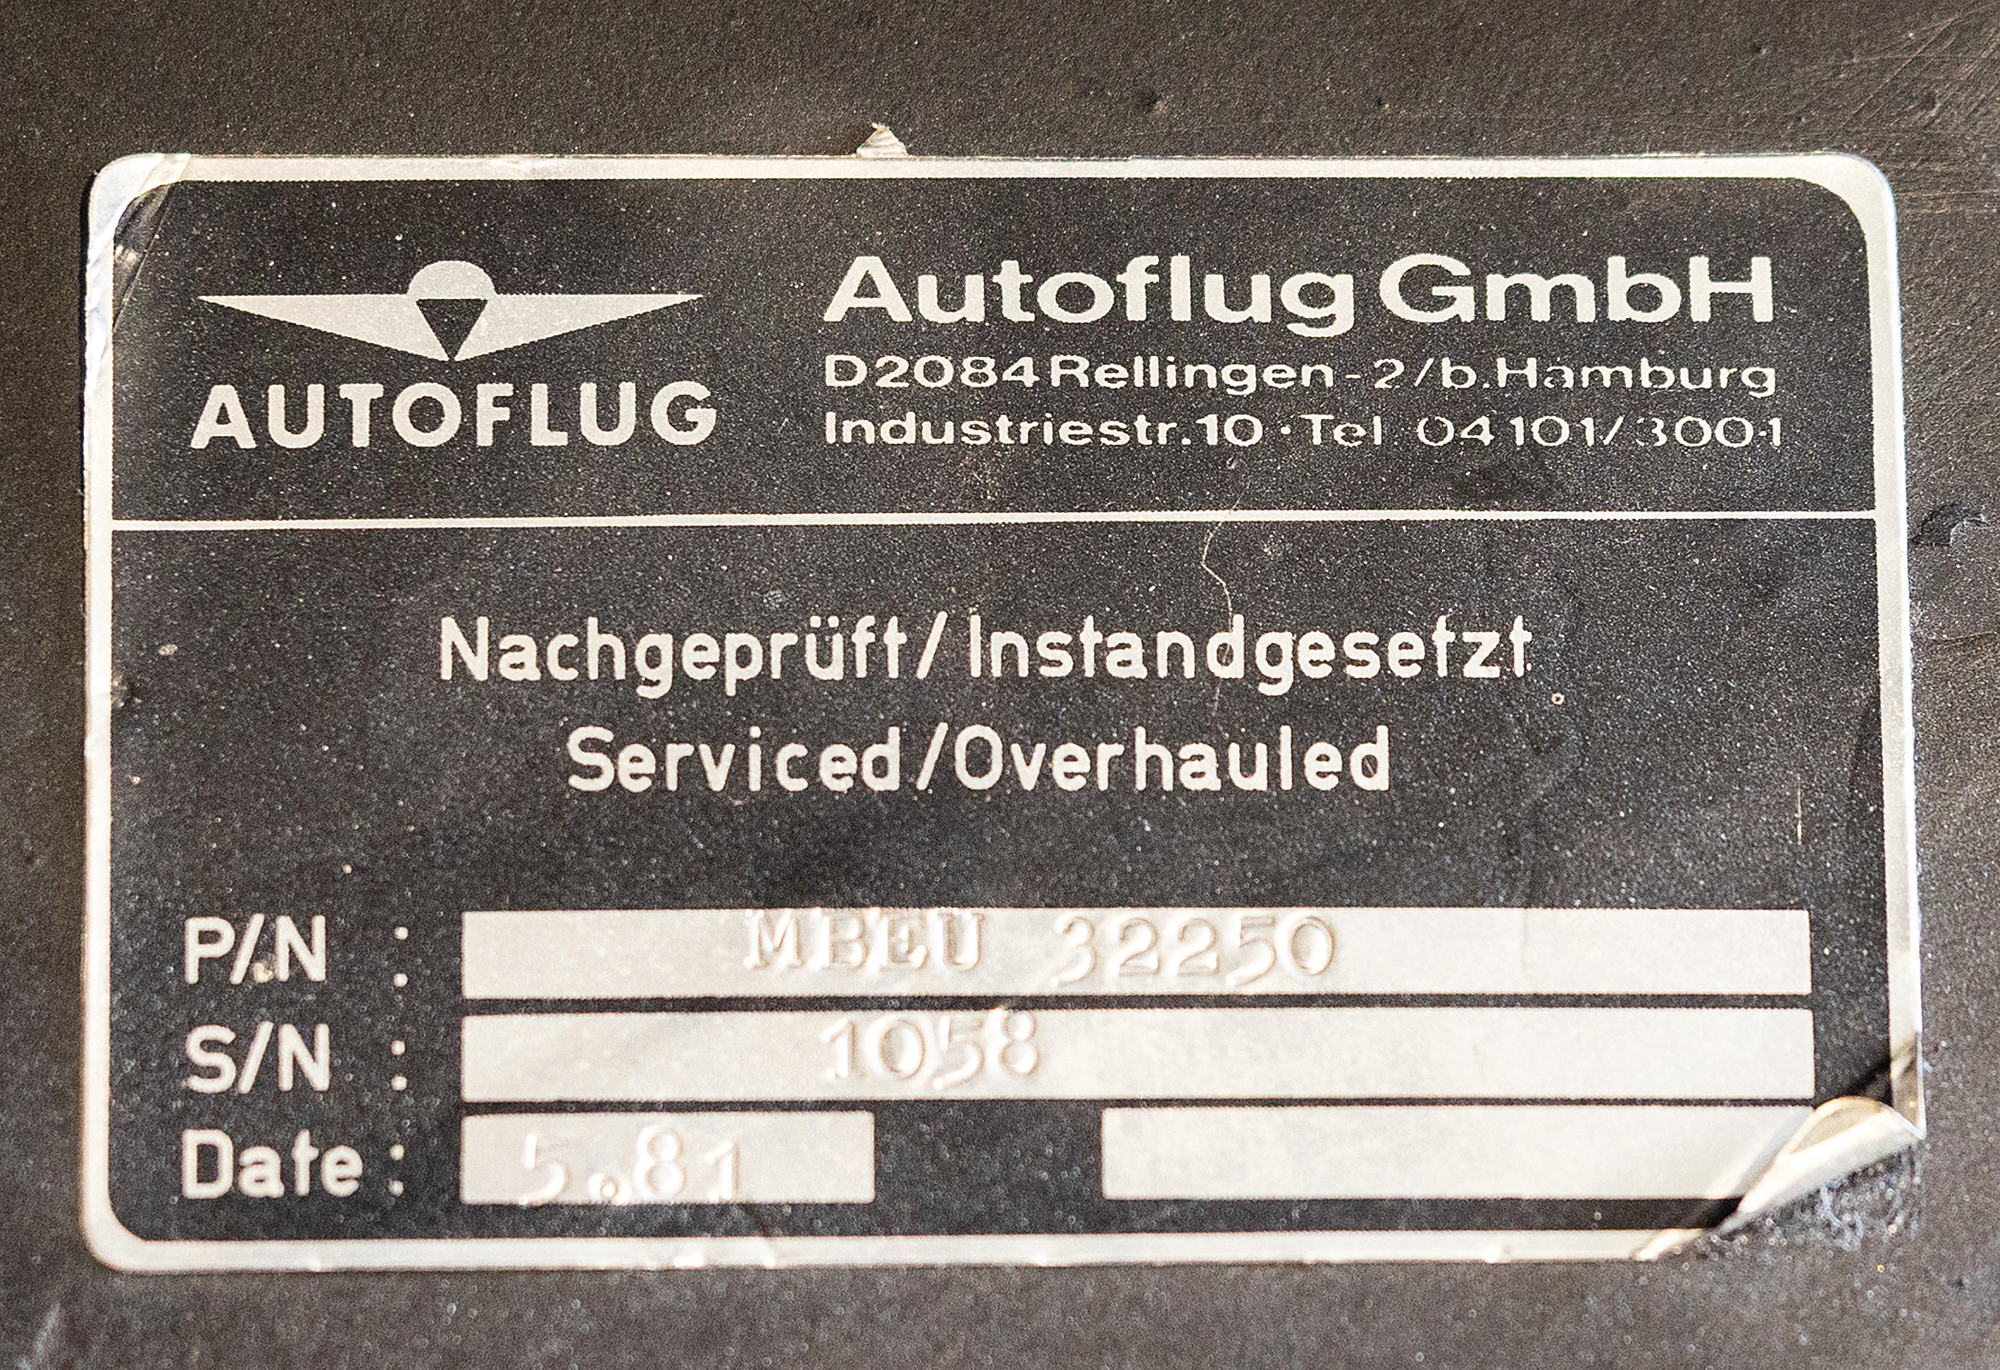 AUTOFLUG
Autoflug GmbH
D2084 Rellingen-2/b.Hamburg
Industriestr.10·Tel. 04101/3001
Nachgeprüft/Instandgesetzt
Serviced/Overhauled
P/N : MBEU 32250
S/N : 1058
Date: 5.81